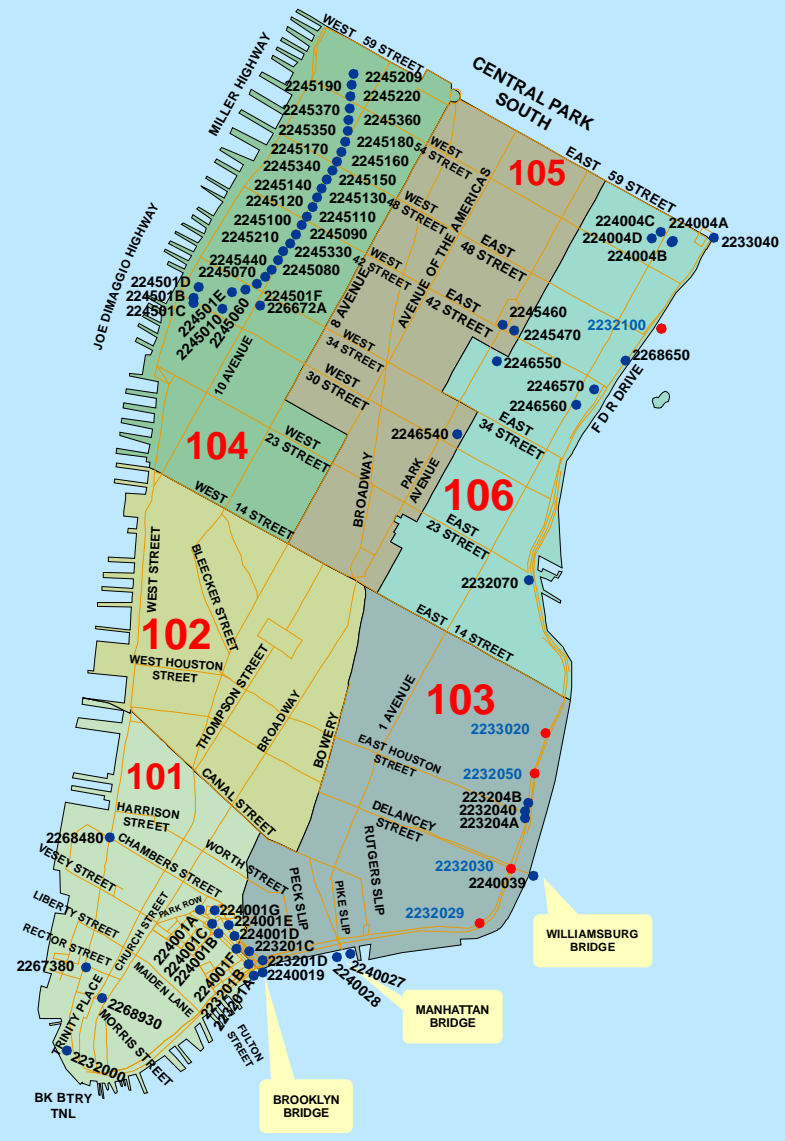 WEST 59 STREET
MILLER HIGHWAY
CENTRAL PARK
SOUTH
2245209
2245190
2245220
2245370
2245360
2245350
2245180
2245170
2245160
2245340
2245150
2245140
2245130
2245120
2245110
2245100
2245090
2245210
2245330
2245440
2245080
2245070
224501D
224501B
224501C
224501E
2245010
2245060
224501F
226672A
JOE DIMAGGIO HIGHWAY
WEST
54 STREET
WEST
48 STREET
WEST
42 STREET
8 AVENUE
AVENUE OF THE AMERICAS
105
EAST 59 STREET
EAST
48 STREET
EAST
42 STREET
224004C
224004A
224004D
224004B
2233040
2245460
2245470
2232100
2268650
2246550
2246570
2246560
F D R DRIVE
WEST
34 STREET
WEST
30 STREET
10 AVENUE
104
WEST
23 STREET
WEST 14 STREET
2246540
BROADWAY
PARK
AVENUE
EAST
34 STREET
106
EAST
23 STREET
2232070
EAST 14 STREET
WEST STREET
BLEECKER STREET
102
WEST HOUSTON
STREET
THOMPSON STREET
BROADWAY
BOWERY
CANAL STREET
1 AVENUE
103
2233020
EAST HOUSTON
STREET
2232050
223204B
2232040
223204A
DELANCEY
STREET
2232030
2240039
RUTGERS SLIP
2232029
WILLIAMSBURG
BRIDGE
101
HARRISON
STREET
2268480
CHAMBERS STREET
VESEY STREET
WORTH STREET
PECK SLIP
PIKE SLIP
LIBERTY STREET
CHURCH STREET
PARK ROW
RECTOR STREET
224001G
224001A
224001E
224001C
224001D
224001B
223201C
224001F
223201D
223201B
2240019
223201A
2240027
2240028
MANHATTAN
BRIDGE
2267380
MAIDEN LANE
2268930
TRINITY PLACE
MORRIS STREET
FULTON
STREET
2232000
BK BTRY
TNL
BROOKLYN
BRIDGE